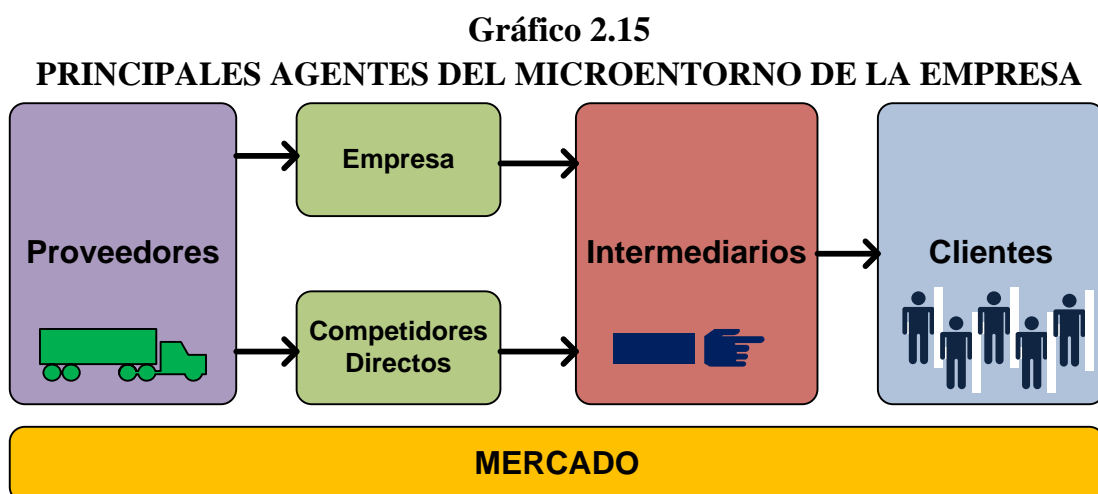 Gráfico 2.15
PRINCIPALES AGENTES DEL MICROENTORNO DE LA EMPRESA
Proveedores
Empresa
Competidores
Directos
Intermediarios
Clientes
MERCADO